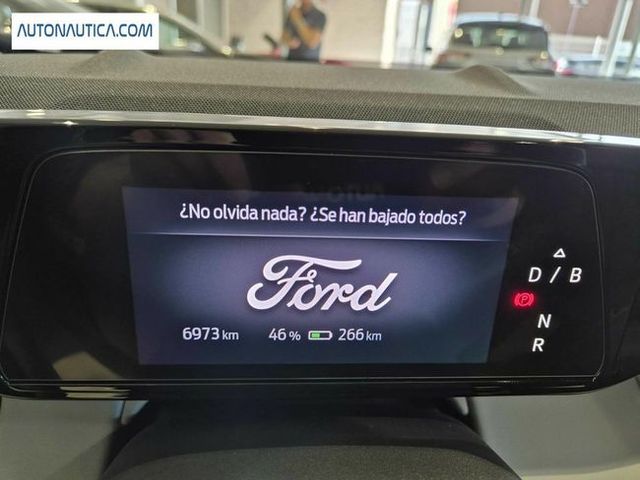 AUTONAUTICA.COM
¿No olvida nada? ¿Se han bajado todos?
Ford
6973 km 46 % 266 km
D / B
P
N
R